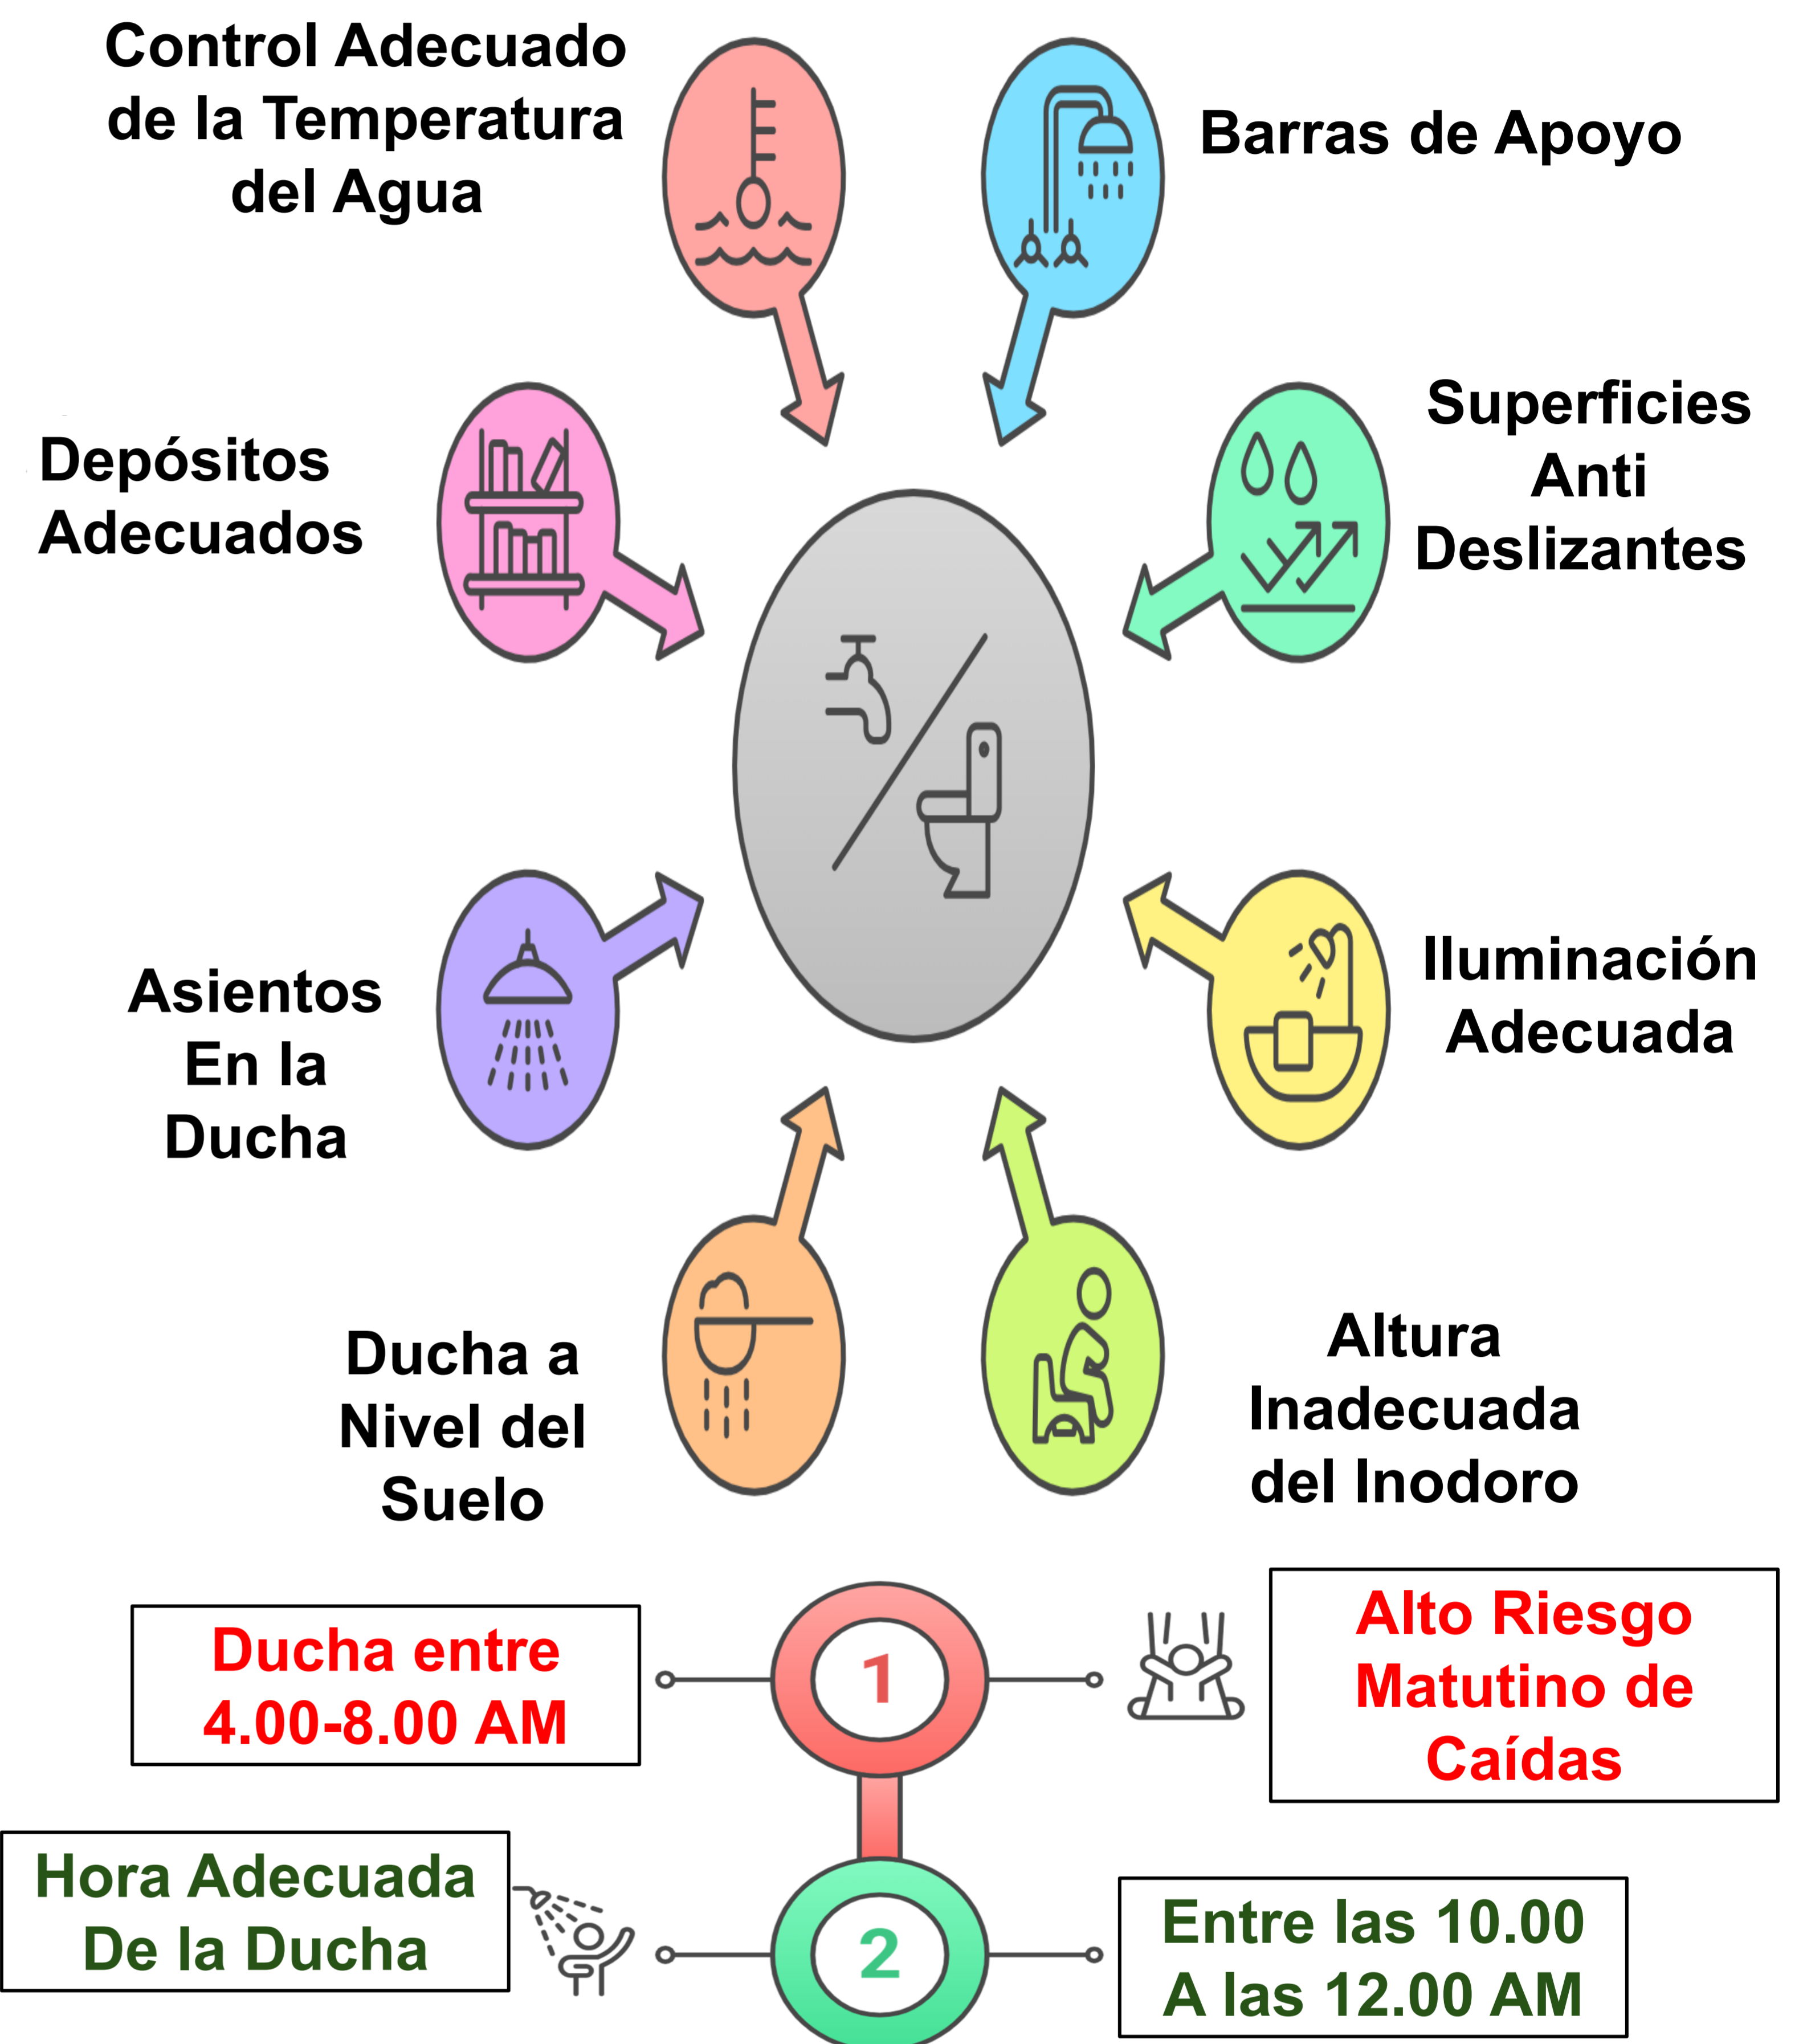 Control Adecuado
de la Temperatura
del Agua
Barras de Apoyo
Depósitos
Adecuados
Superficies
Anti
Deslizantes
Asientos
En la
Ducha
Iluminación
Adecuada
Ducha a
Nivel del
Suelo
Altura
Inadecuada
del Inodoro
Ducha entre
4.00-8.00 AM
1
Alto Riesgo
Matutino de
Caídas
Hora Adecuada
De la Ducha
2
Entre las 10.00
A las 12.00 AM